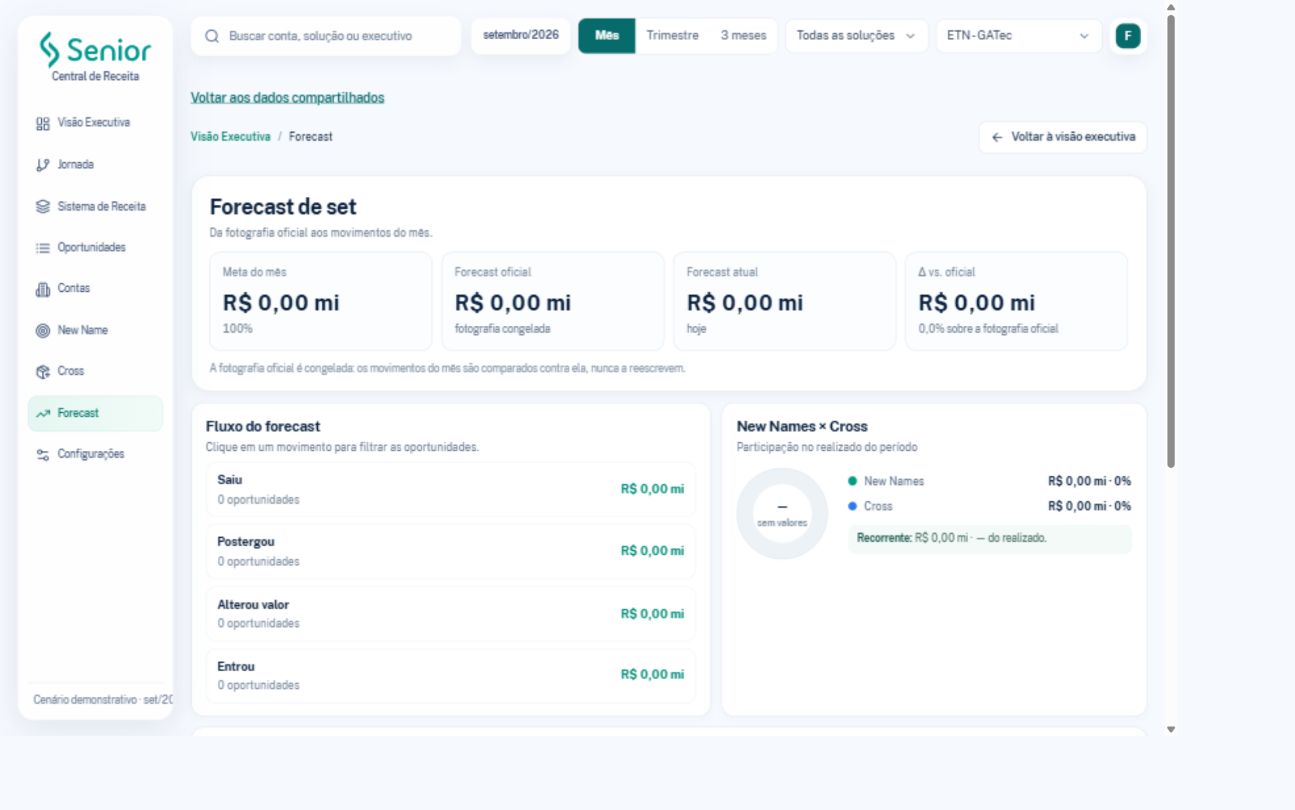 Senior
Central de Receita
Visão Executiva
Jornada
Sistema de Receita
Oportunidades
Contas
New Name
Cross
Forecast
Configurações
Cenário demonstrativo · set/20
Buscar conta, solução ou executivo
setembro/2026
Mês
Trimestre
3 meses
Todas as soluções
ETN-GATec
F
Voltar aos dados compartilhados
Visão Executiva / Forecast
← Voltar à visão executiva
Forecast de set
Da fotografia oficial aos movimentos do mês.
Meta do mês
R$ 0,00 mi
100%
Forecast oficial
R$ 0,00 mi
fotografia congelada
Forecast atual
R$ 0,00 mi
hoje
Δ vs. oficial
R$ 0,00 mi
0,0% sobre a fotografia oficial
A fotografia oficial é congelada: os movimentos do mês são comparados contra ela, nunca a reescrevem.
Fluxo do forecast
Clique em um movimento para filtrar as oportunidades.
Saiu
0 oportunidades
R$ 0,00 mi
Postergou
0 oportunidades
R$ 0,00 mi
Alterou valor
0 oportunidades
R$ 0,00 mi
Entrou
0 oportunidades
R$ 0,00 mi
New Names × Cross
Participação no realizado do período
—
sem valores
New Names R$ 0,00 mi · 0%
Cross R$ 0,00 mi · 0%
Recorrente: R$ 0,00 mi · — do realizado.